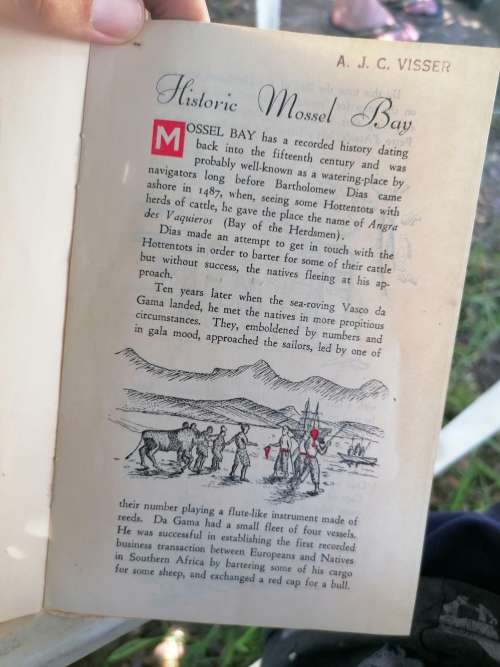 A. J. C. VISSER
Historic Mossel Bay
MOSSEL BAY has a recorded history dating
back into the fifteenth century and was
probably well-known as a watering-place by
navigators long before Bartholomew Dias came
ashore in 1487, when, seeing some Hottentots with
herds of cattle, he gave the place the name of Angra
des Vaquieros (Bay of the Herdsmen).
Dias made an attempt to get in touch with the
Hottentots in order to barter for some of their cattle
but without success, the natives fleeing at his ap-
proach.
Ten years later when the sea-roving Vasco da
Gama landed, he met the natives in more propitious
circumstances. They, emboldened by numbers and
in gala mood, approached the sailors, led by one of
their number playing a flute-like instrument made of
reeds. Da Gama had a small fleet of four vessels.
He was successful in establishing the first recorded
business transaction between Europeans and Natives
in Southern Africa by bartering some of his cargo
for some sheep, and exchanged a red cap for a bull.